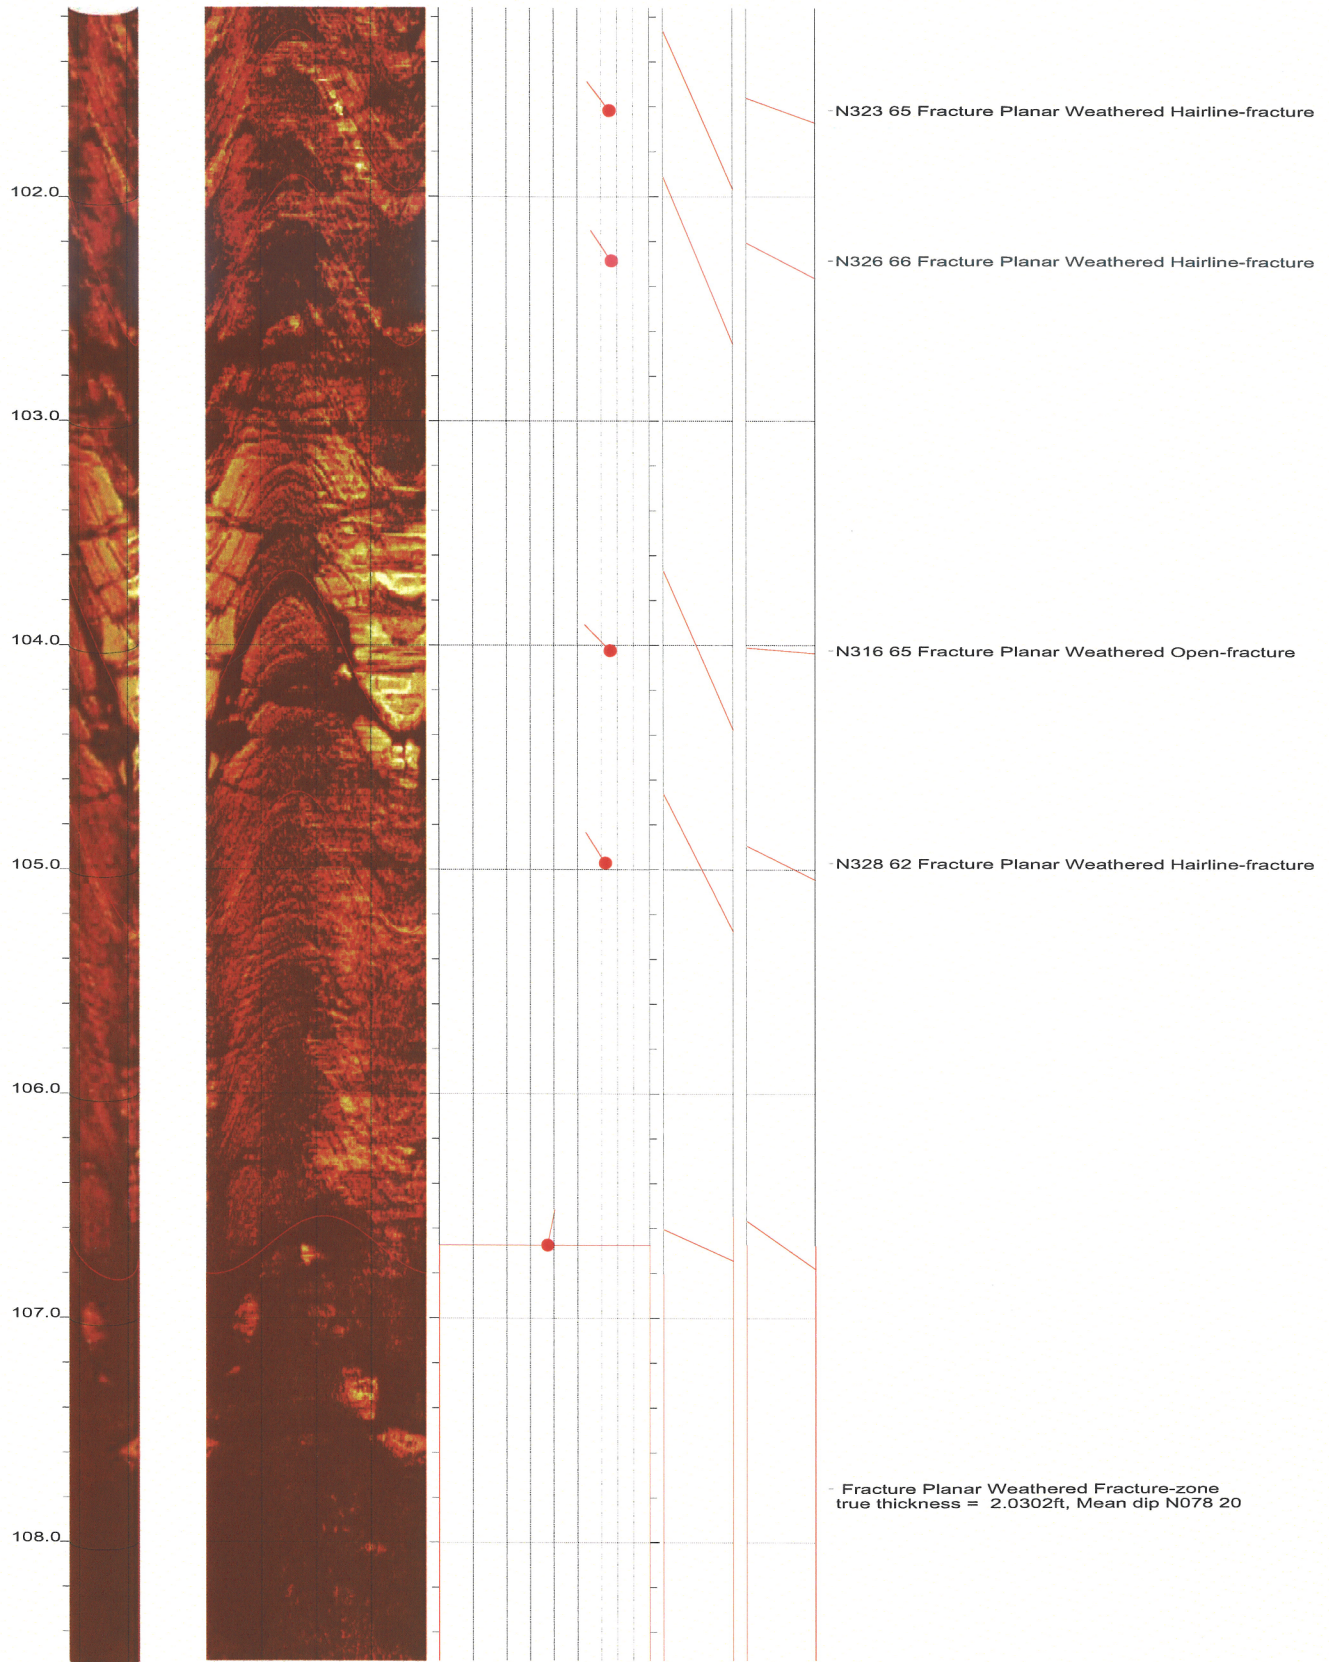 N323 65 Fracture Planar Weathered Hairline-fracture
102.0
N326 66 Fracture Planar Weathered Hairline-fracture
103.0
104.0
N316 65 Fracture Planar Weathered Open-fracture
105.0
N328 62 Fracture Planar Weathered Hairline-fracture
106.0
107.0
Fracture Planar Weathered Fracture-zone
true thickness = 2.0302ft, Mean dip N078 20
108.0